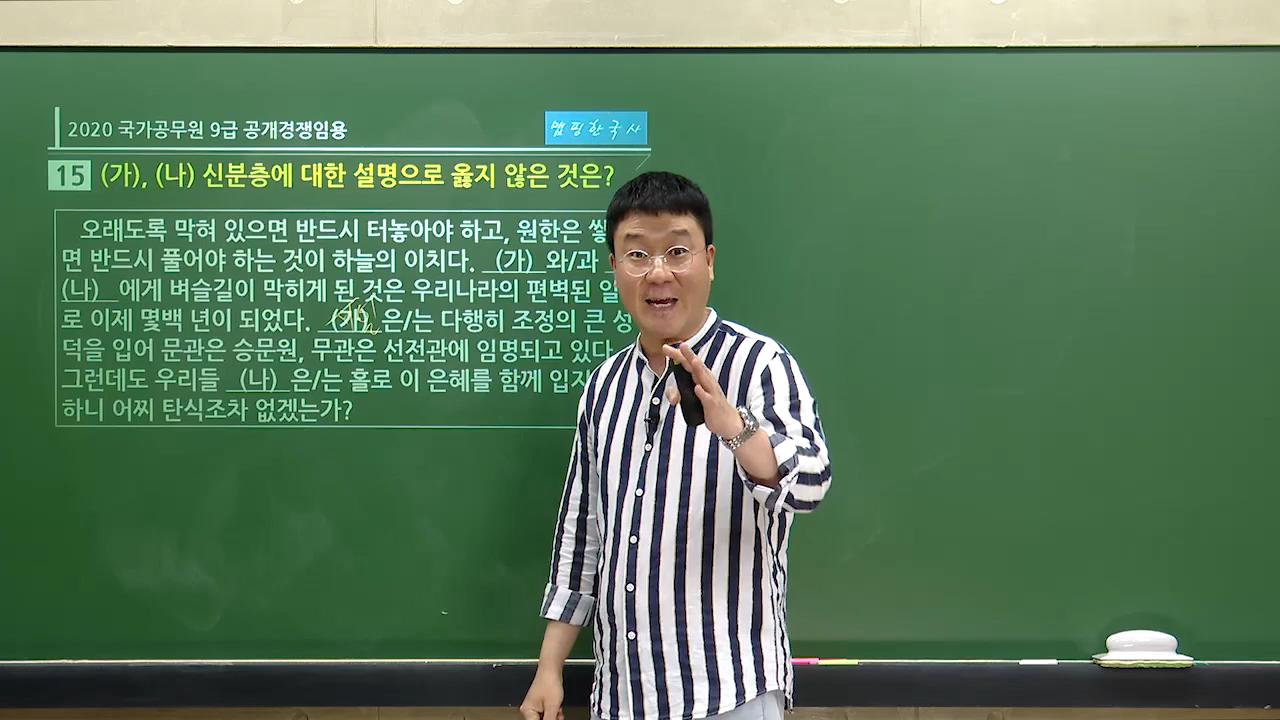 2020 국가공무원 9급 공개경쟁임용
맵핑한국사
15 (가), (나) 신분층에 대한 설명으로 옳지 않은 것은?
오래도록 막혀 있으면 반드시 터놓아야 하고, 원한은 쌓
면 반드시 풀어야 하는 것이 하늘의 이치다. (가) 와/과
(나) 에게 벼슬길이 막히게 된 것은 우리나라의 편벽된
로 이제 몇백 년이 되었다. (가) 은/는 다행히 조정의 큰 성
덕을 입어 문관은 승문원, 무관은 선전관에 임명되고 있다
그런데도 우리들 (나) 은/는 홀로 이 은혜를 함께 입지
하니 어찌 탄식조차 없겠는가?